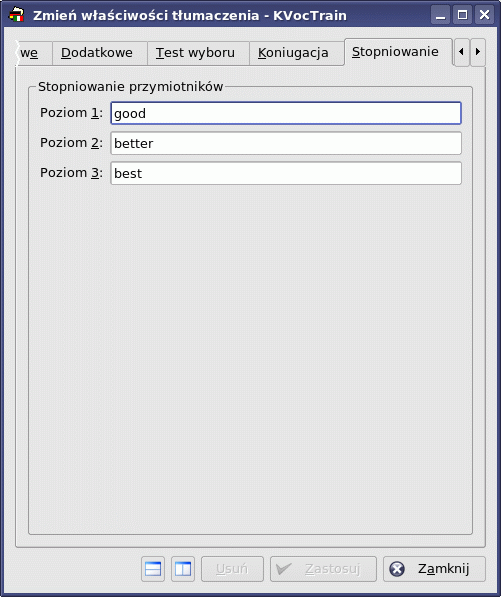 Zmień właściwości tłumaczenia - KVocTrain
we Dodatkowe Test wyboru Koniugacja Stopniowanie
Stopniowanie przymiotników
Poziom 1: good
Poziom 2: better
Poziom 3: best
Usuń Zastosuj Zamknij